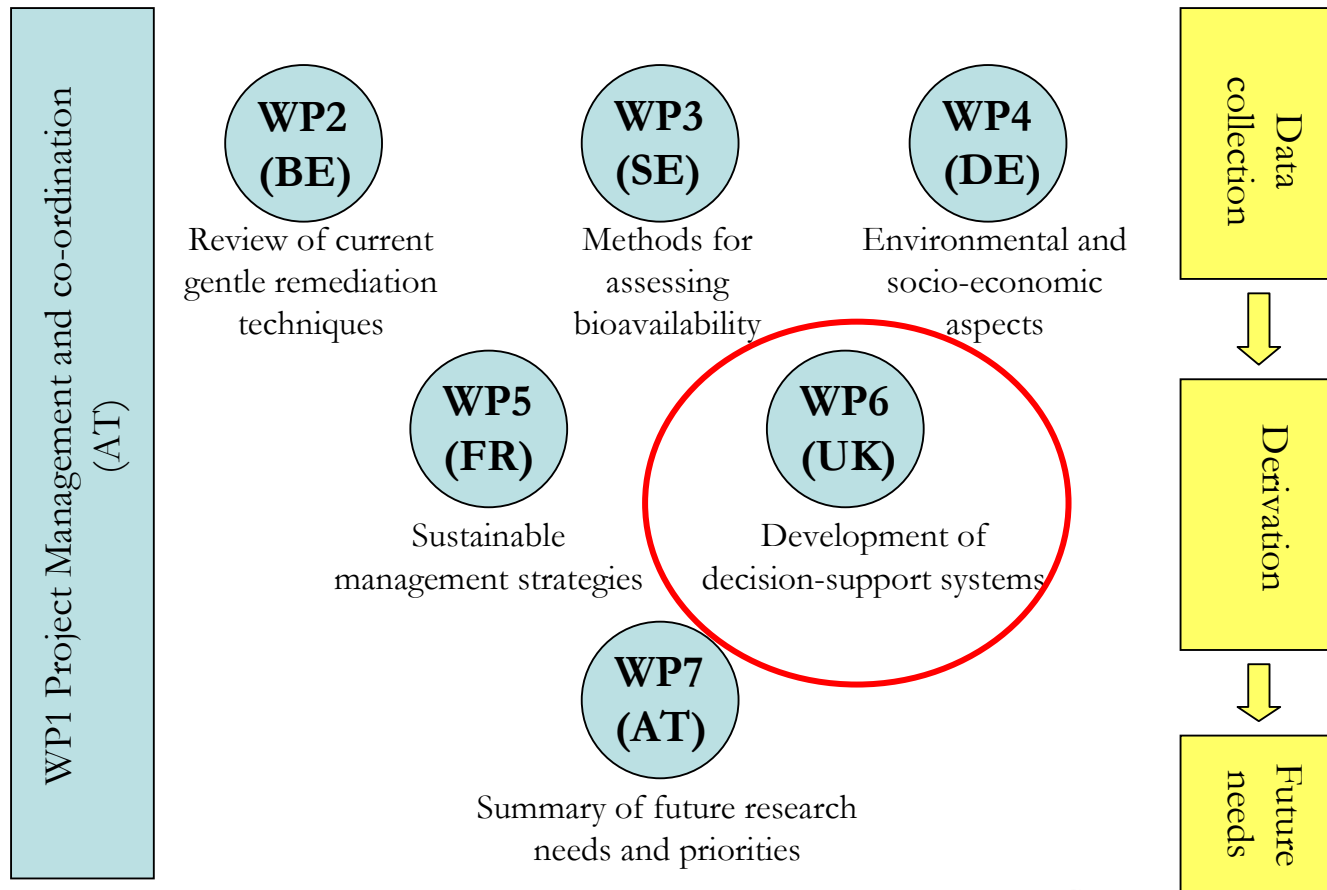 WP1 Project Management and co-ordination
(AT)
WP2
(BE)
Review of current
gentle remediation
techniques
WP3
(SE)
Methods for
assessing
bioavailability
WP4
(DE)
Environmental and
socio-economic
aspects
WP5
(FR)
Sustainable
management strategies
WP6
(UK)
Development of
decision-support systems
WP7
(AT)
Summary of future research
needs and priorities
Data
collection
Derivation
Future
needs